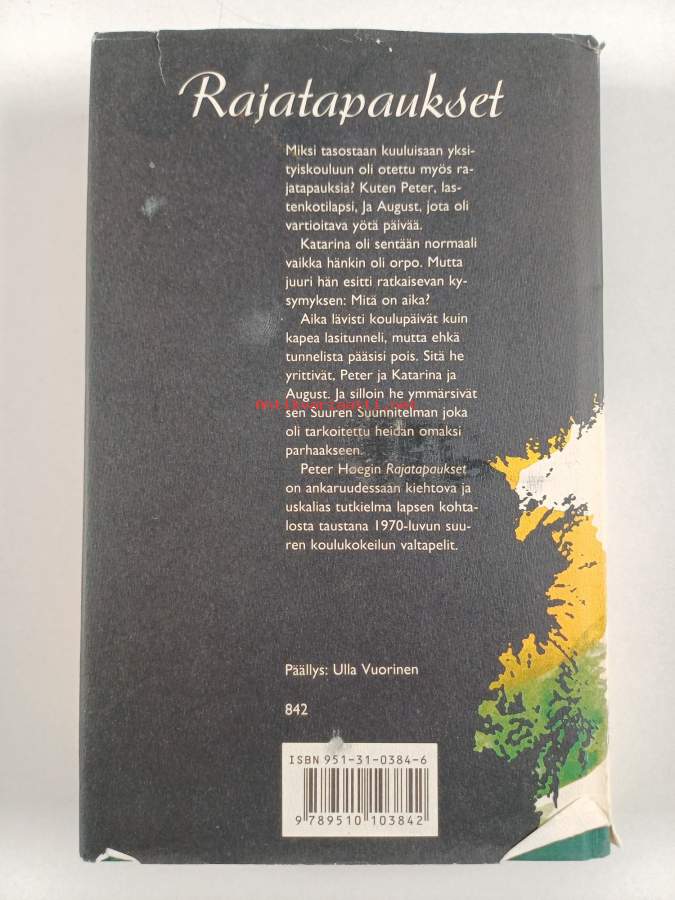 Rajatapaukset
Miksi tasostaan kuuluisaan yksi-
tyiskouluun oli otettu myös ra-
jatapauksia? Kuten Peter, las-
tenkotilapsi, Ja August, jota oli
vartioitava yötä päivää.
Katarina oli sentään normaali
vaikka hänkin oli orpo. Mutta
juuri hän esitti ratkaisevan ky-
symyksen: Mitä on aika?
Aika lävisti koulupäivät kuin
kapea lasitunneli, mutta ehkä
tunnelista pääsisi pois. Sitä he
yrittivät, Peter ja Katarina ja
August. Ja silloin he ymmärsivät
Antikvariaatti.net
sen Suuren Suunnitelman joka
oli tarkoitettu heidän omaksi
parhaakseen.
Peter Høegin Rajatapaukset
on ankaruudessaan kiehtova ja
uskalias tutkielma lapsen kohta-
losta taustana 1970-luvun suu-
ren koulukokeilun valtapelit.
Päällys: Ulla Vuorinen
842
ISBN 951-31-0384-6
9 789510 103842